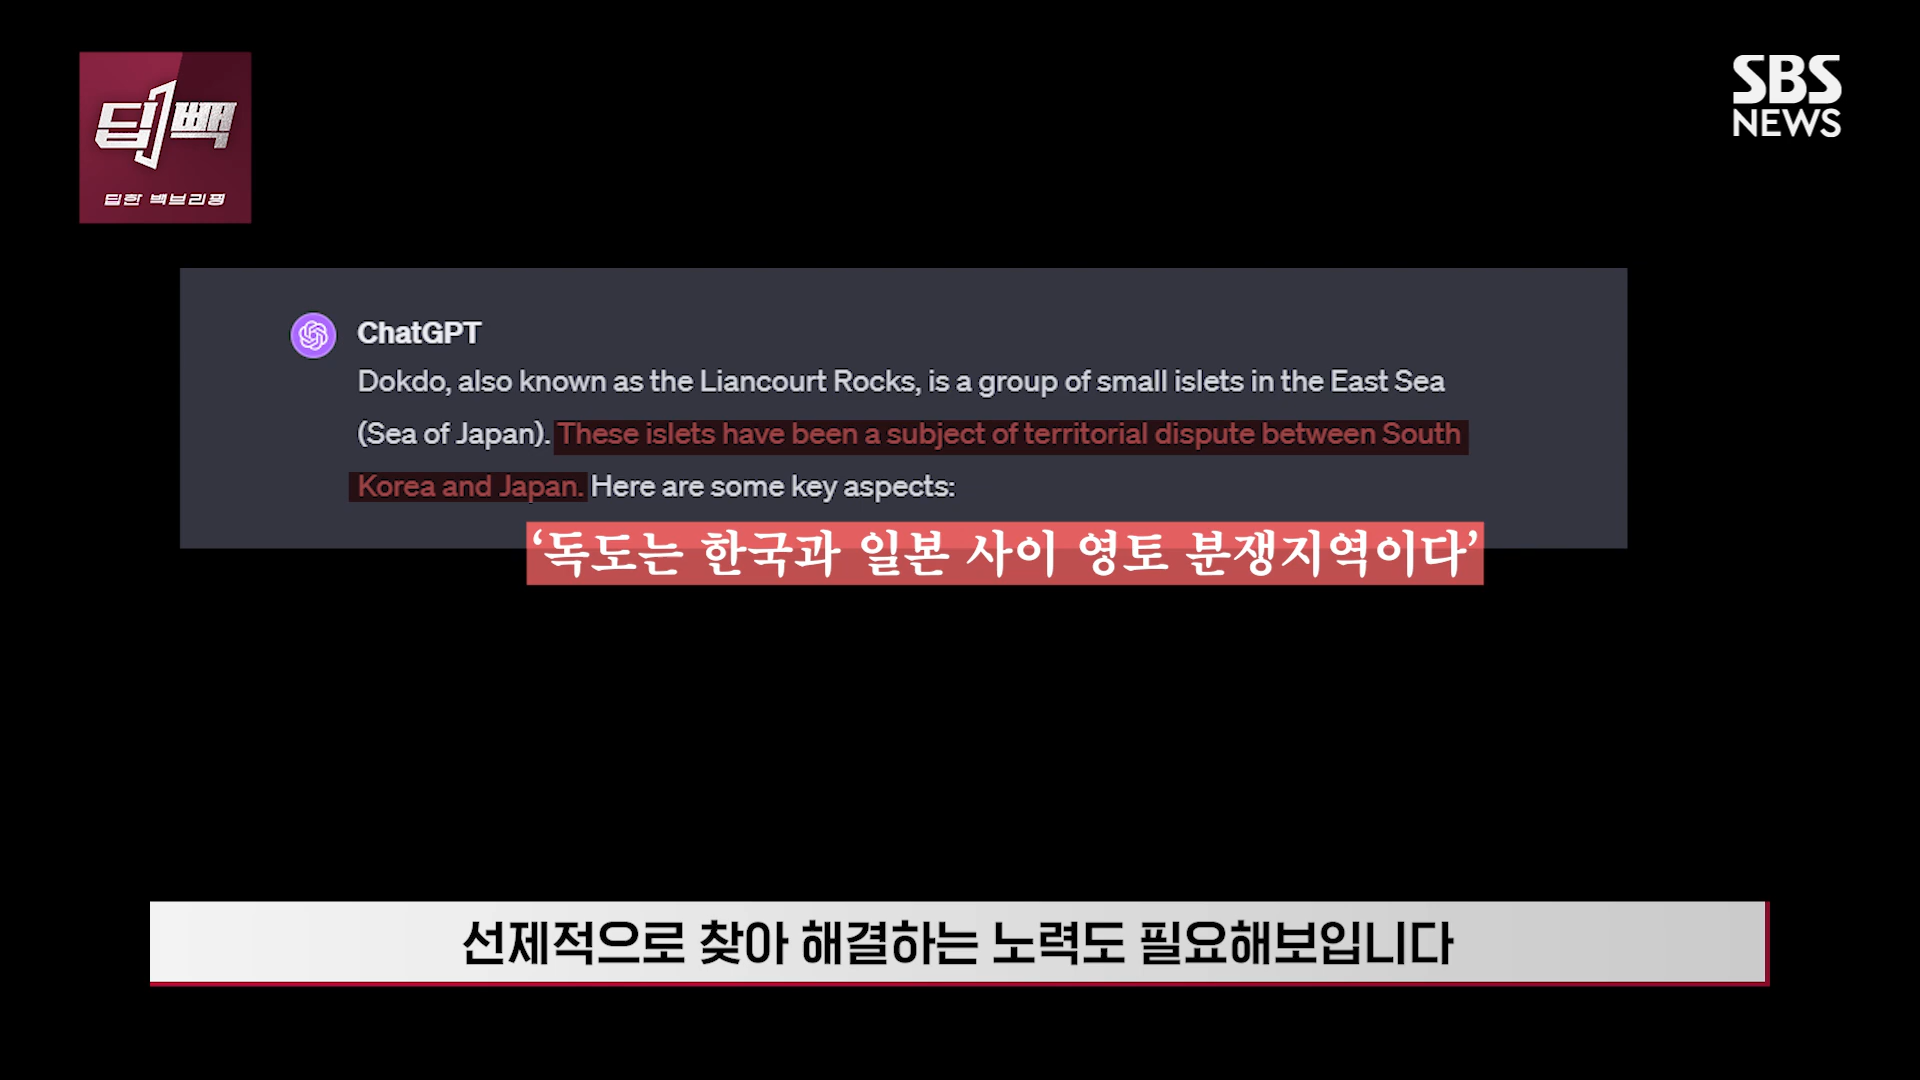 딥빽
딥한 백브리핑
SBS
NEWS
ChatGPT
Dokdo, also known as the Liancourt Rocks, is a group of small islets in the East Sea
(Sea of Japan). These islets have been a subject of territorial dispute between South
Korea and Japan. Here are some key aspects:
‘독도는 한국과 일본 사이 영토 분쟁지역이다’
선제적으로 찾아 해결하는 노력도 필요해보입니다